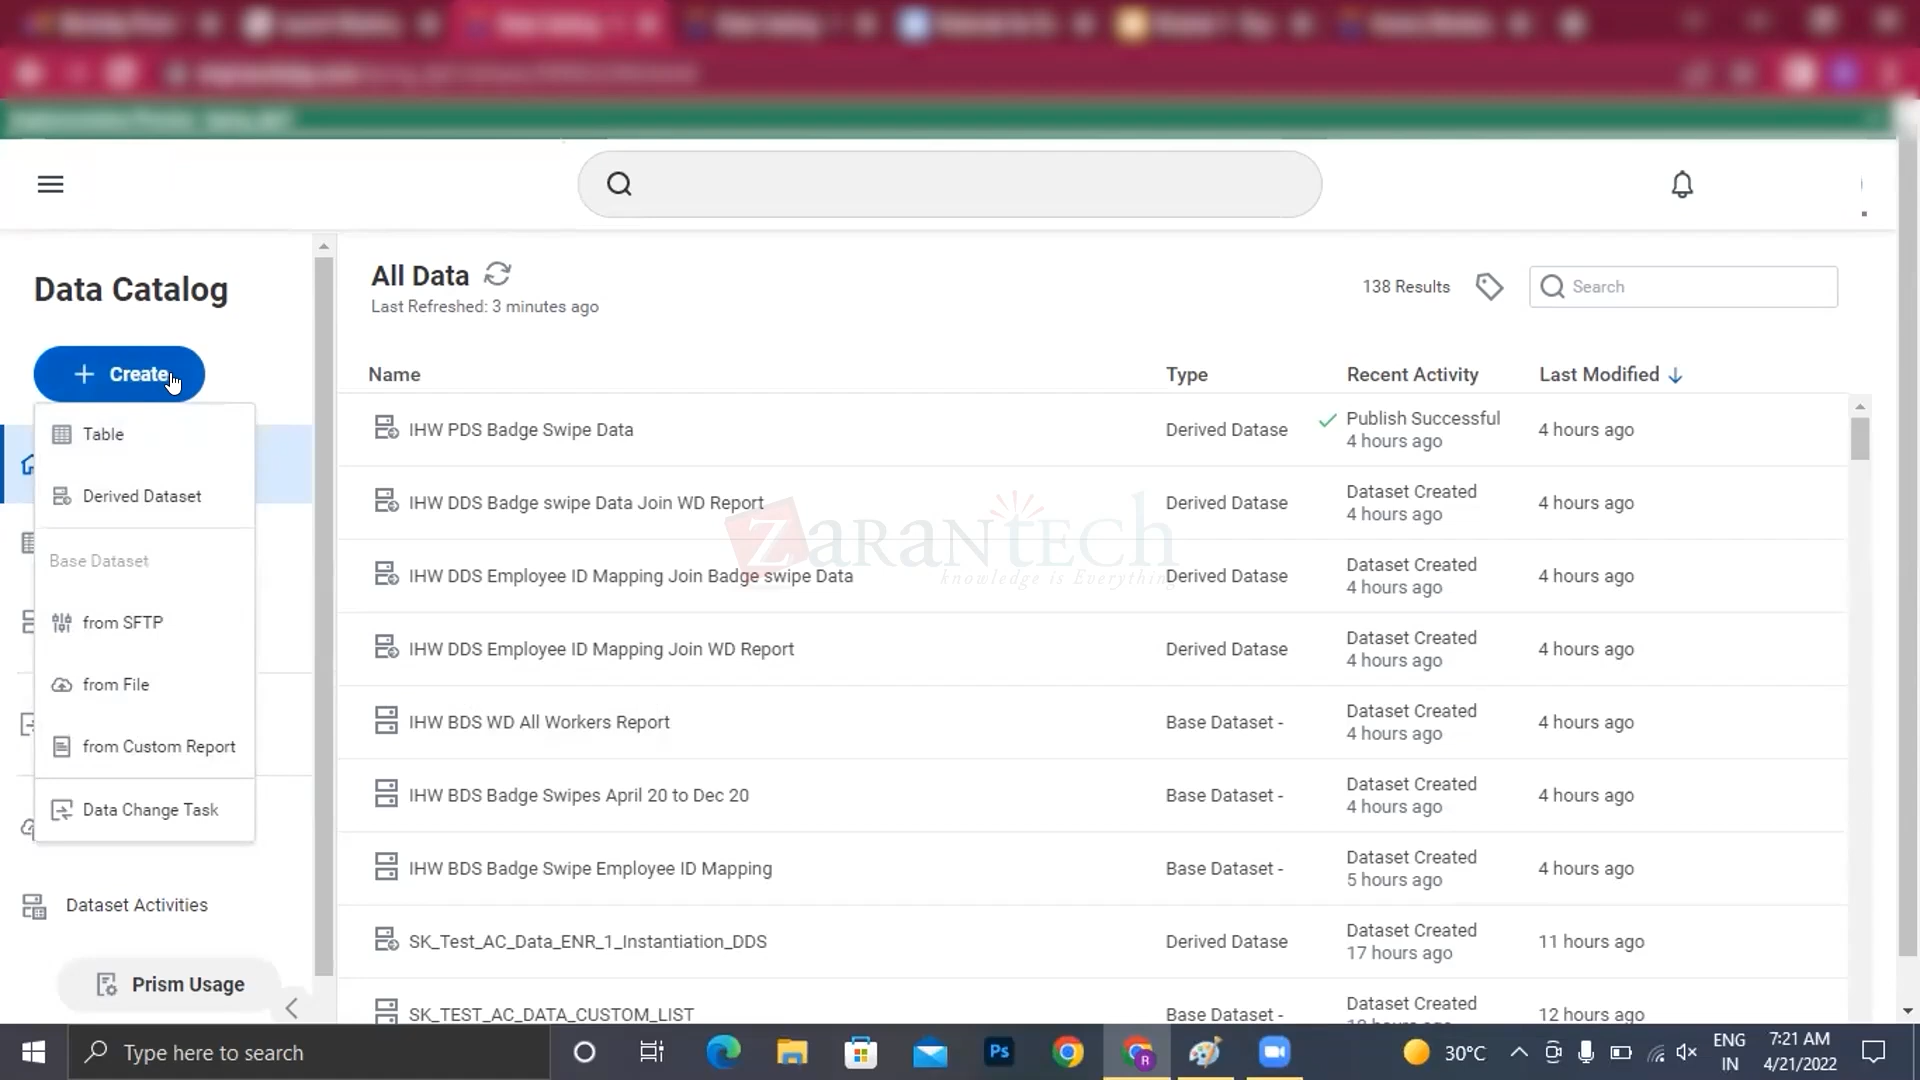 Data Catalog
Create
Table
Derived Dataset
Base Dataset
from SFTP
from File
from Custom Report
Data Change Task
Dataset Activities
Prism Usage
All Data
Last Refreshed: 3 minutes ago
138 Results
Search
Name Type Recent Activity Last Modified
IHW PDS Badge Swipe Data Derived Datase Publish Successful 4 hours ago
4 hours ago
IHW DDS Badge swipe Data Join WD Report Derived Datase Dataset Created 4 hours ago
4 hours ago
IHW DDS Employee ID Mapping Join Badge swipe Data Derived Datase Dataset Created 4 hours ago
4 hours ago
IHW DDS Employee ID Mapping Join WD Report Derived Datase Dataset Created 4 hours ago
4 hours ago
IHW BDS WD All Workers Report Base Dataset - Dataset Created 4 hours ago
4 hours ago
IHW BDS Badge Swipes April 20 to Dec 20 Base Dataset - Dataset Created 4 hours ago
4 hours ago
IHW BDS Badge Swipe Employee ID Mapping Base Dataset - Dataset Created 4 hours ago
5 hours ago
SK_Test_AC_Data_ENR_1_Instantiation_DDS Derived Datase Dataset Created 11 hours ago
17 hours ago
SK_TEST_AC_DATA_CUSTOM_LIST Base Dataset - Dataset Created 12 hours ago
ZaranTech
knowledge is Everything
Type here to search
Ps
R
30°C
ENG
IN
7:21 AM
4/21/2022